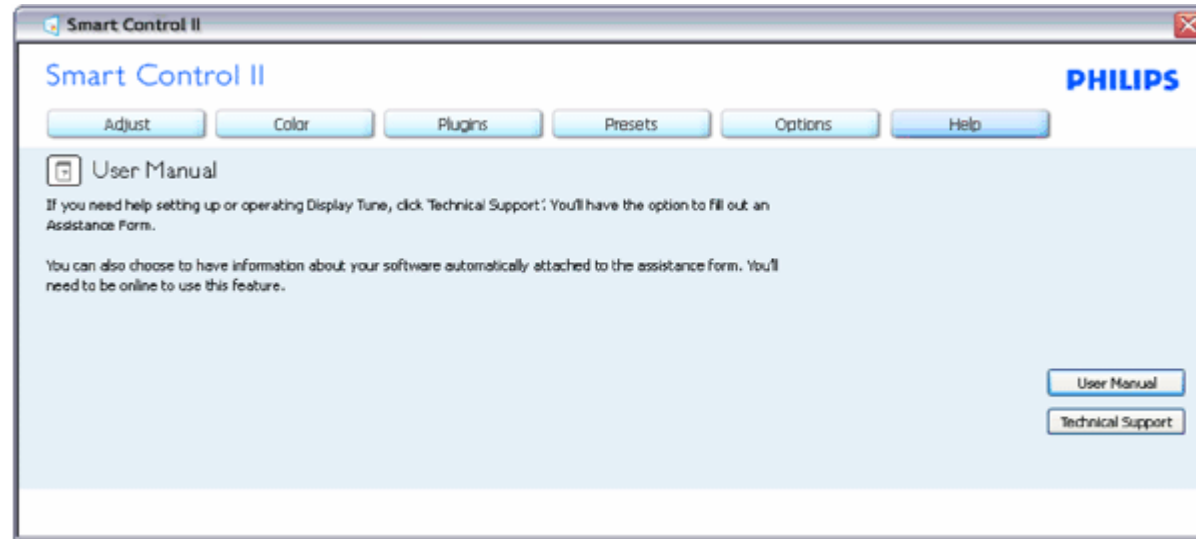 Smart Control II
Smart Control II
PHILIPS
Adjust
Color
Plugins
Presets
Options
Help
User Manual
If you need help setting up or operating Display Tune, click 'Technical Support'. You'll have the option to fill out an
Assistance Form.
You can also choose to have information about your software automatically attached to the assistance form. You'll
need to be online to use this feature.
User Manual
Technical Support